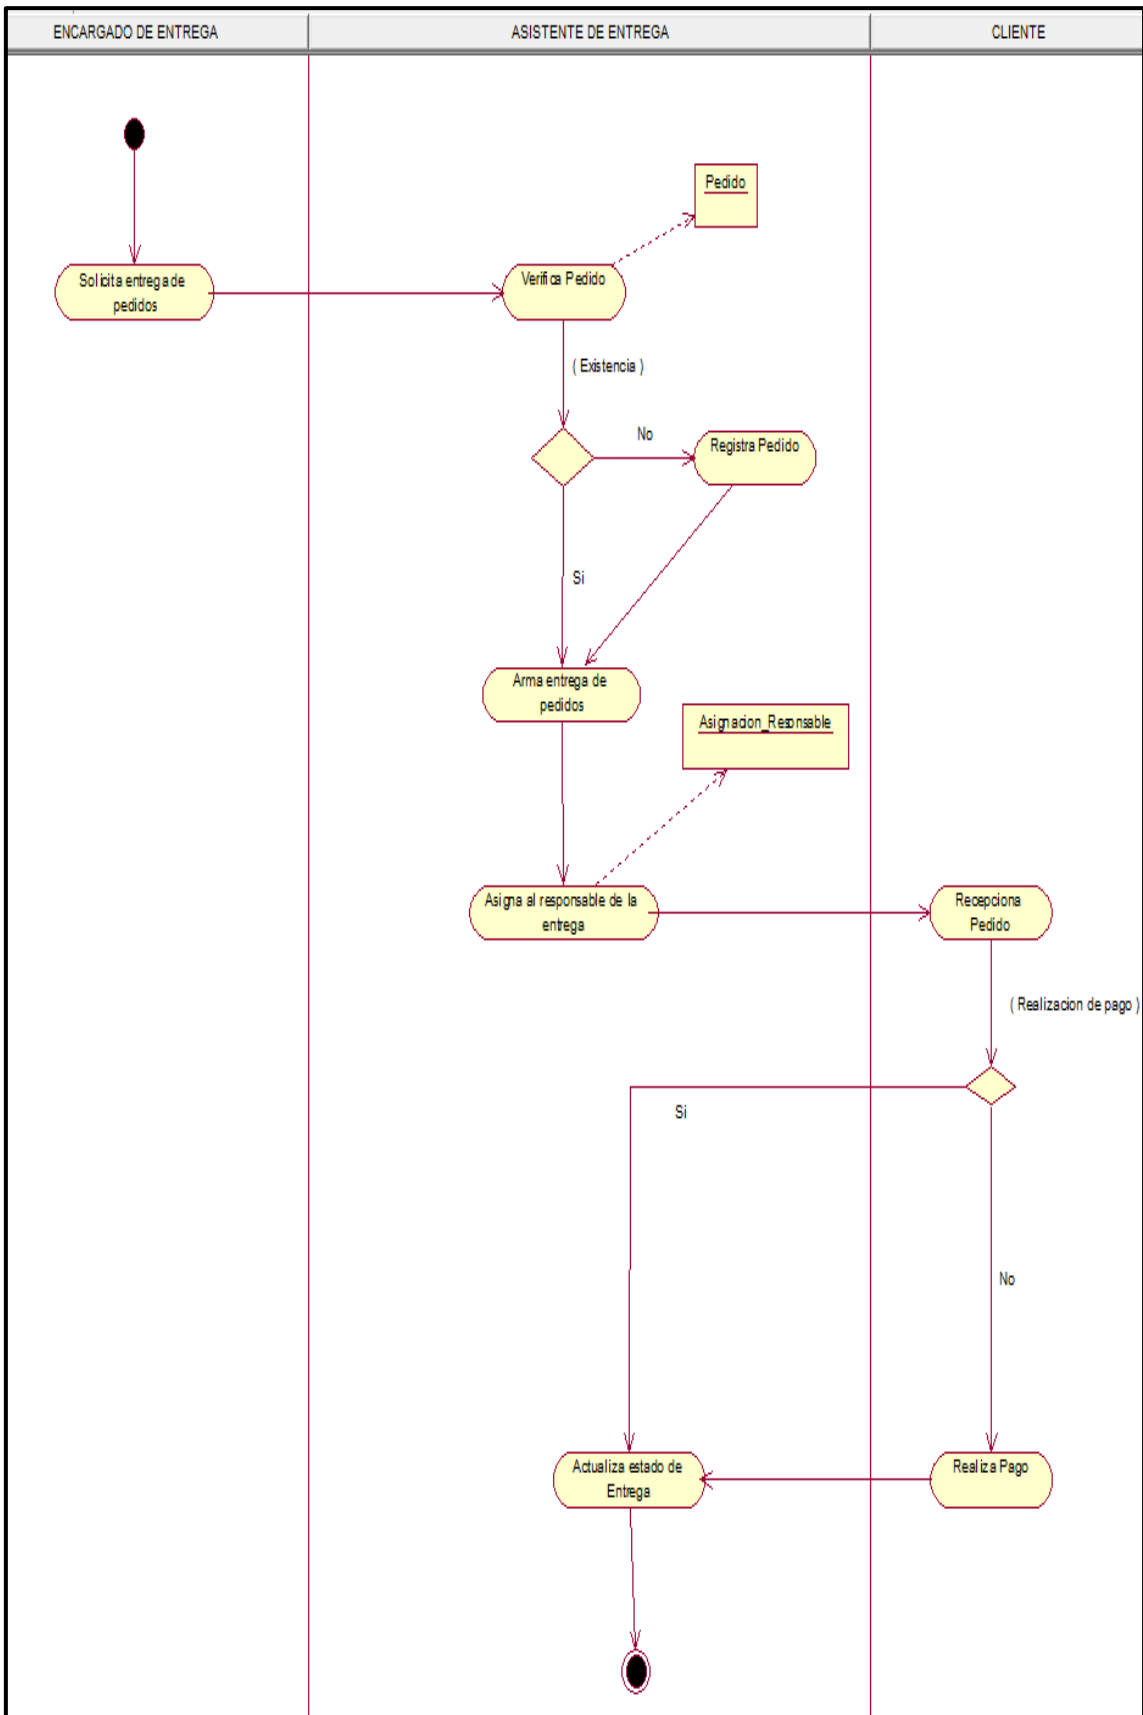 ENCARGADO DE ENTREGA
ASISTENTE DE ENTREGA
CLIENTE
Pedido
Solicita entrega de
pedidos
Verifica Pedido
( Existencia )
No
Registra Pedido
Si
Arma entrega de
pedidos
Asignacion_Resonsable
Asigna al responsable de la
entrega
Recepciona
Pedido
( Realizacion de pago )
Si
No
Actualiza estado de
Entrega
Realiza Pago